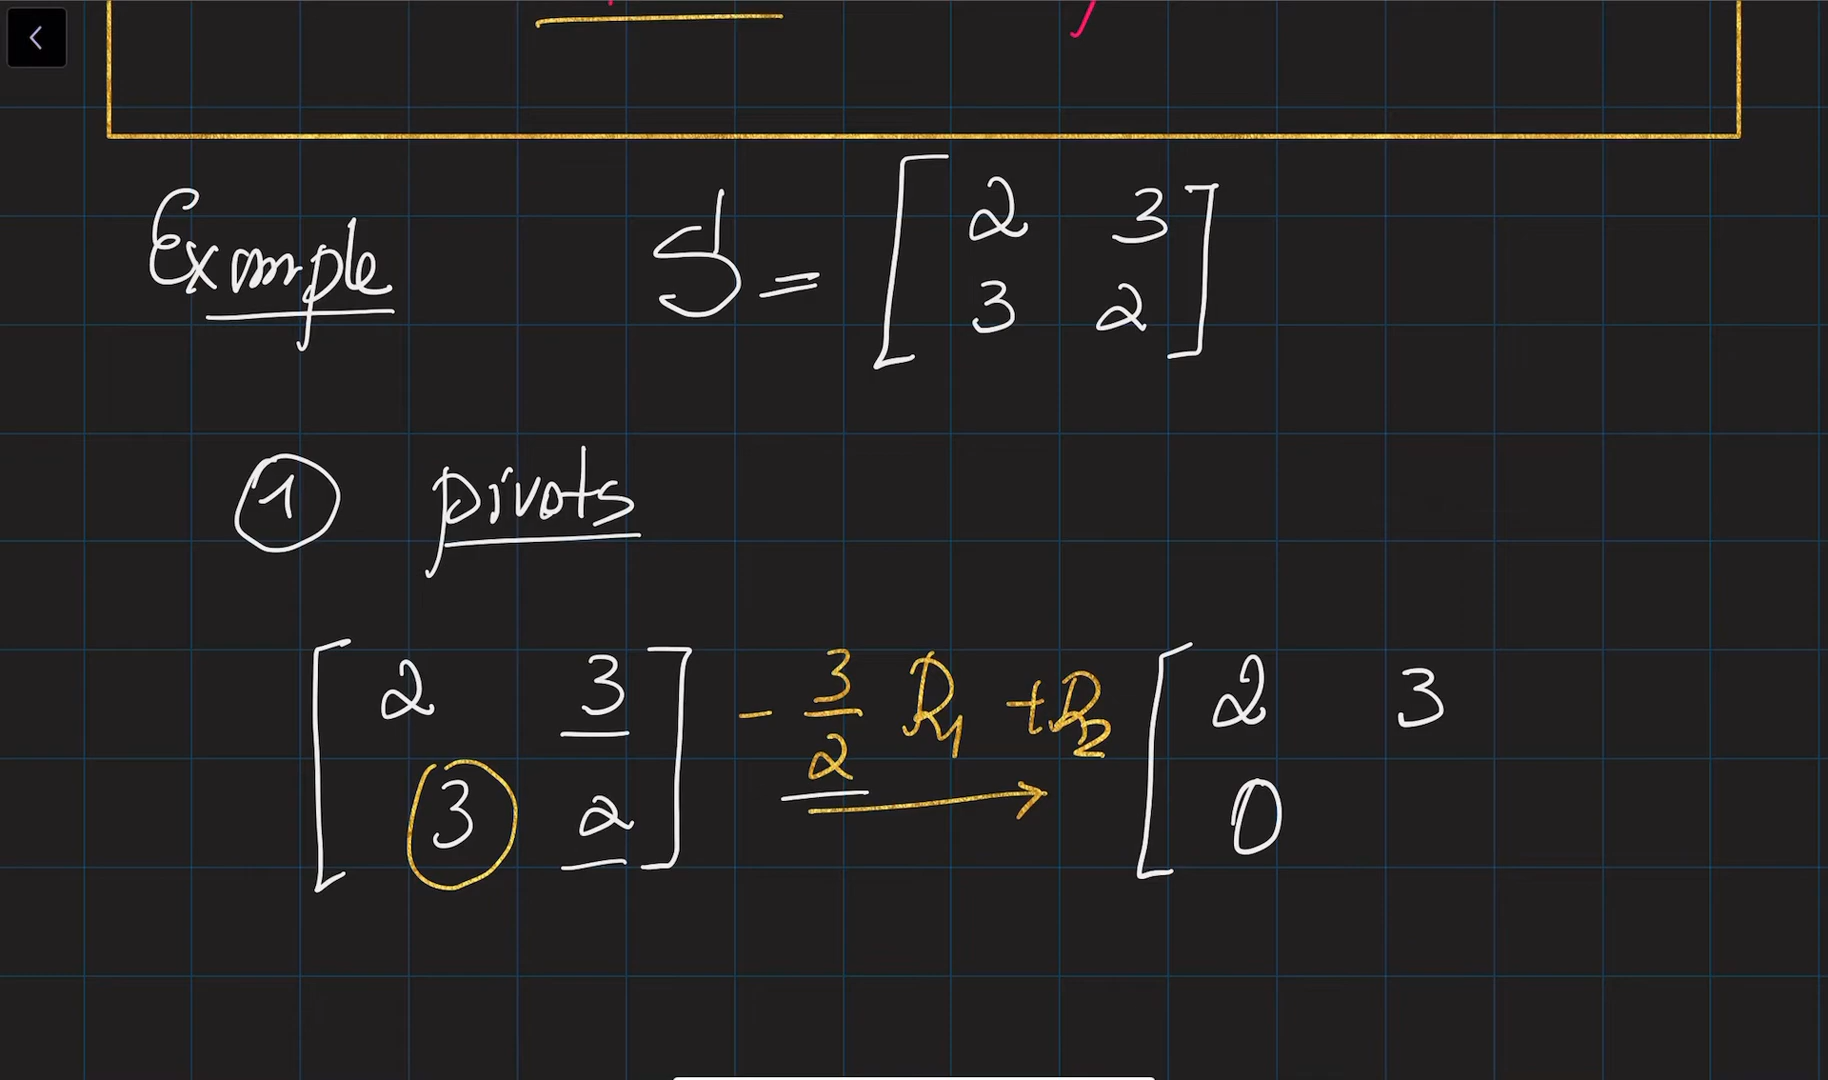 Example S = [ 2 3
3 2 ]
① pivots
[ 2 3
3 2 ] - 3/2 R1 + R2 → [ 2 3
0